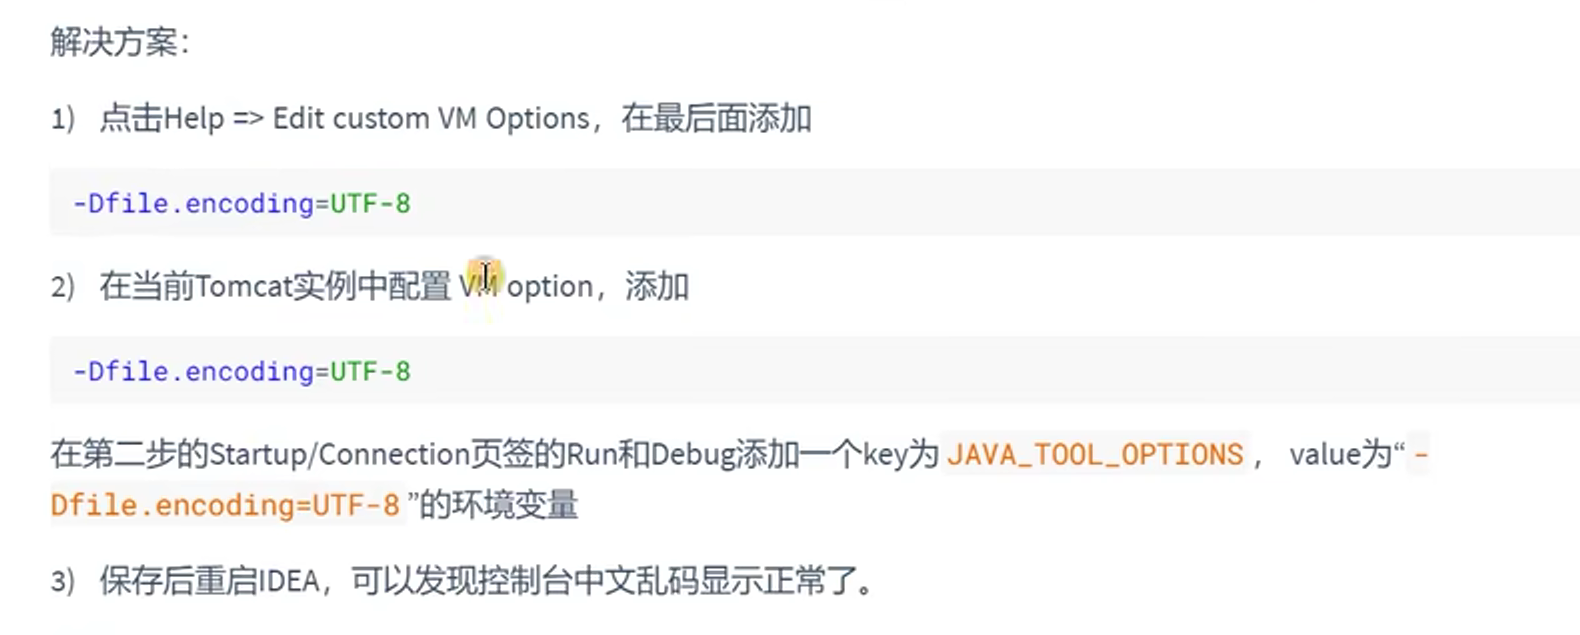 解决方案：
1) 点击Help => Edit custom VM Options，在最后面添加
-Dfile.encoding=UTF-8
2) 在当前Tomcat实例中配置 VM option，添加
-Dfile.encoding=UTF-8
在第二步的Startup/Connection页签的Run和Debug添加一个key为 JAVA_TOOL_OPTIONS ， value为“ -
Dfile.encoding=UTF-8 ”的环境变量
3) 保存后重启IDEA，可以发现控制台中文乱码显示正常了。